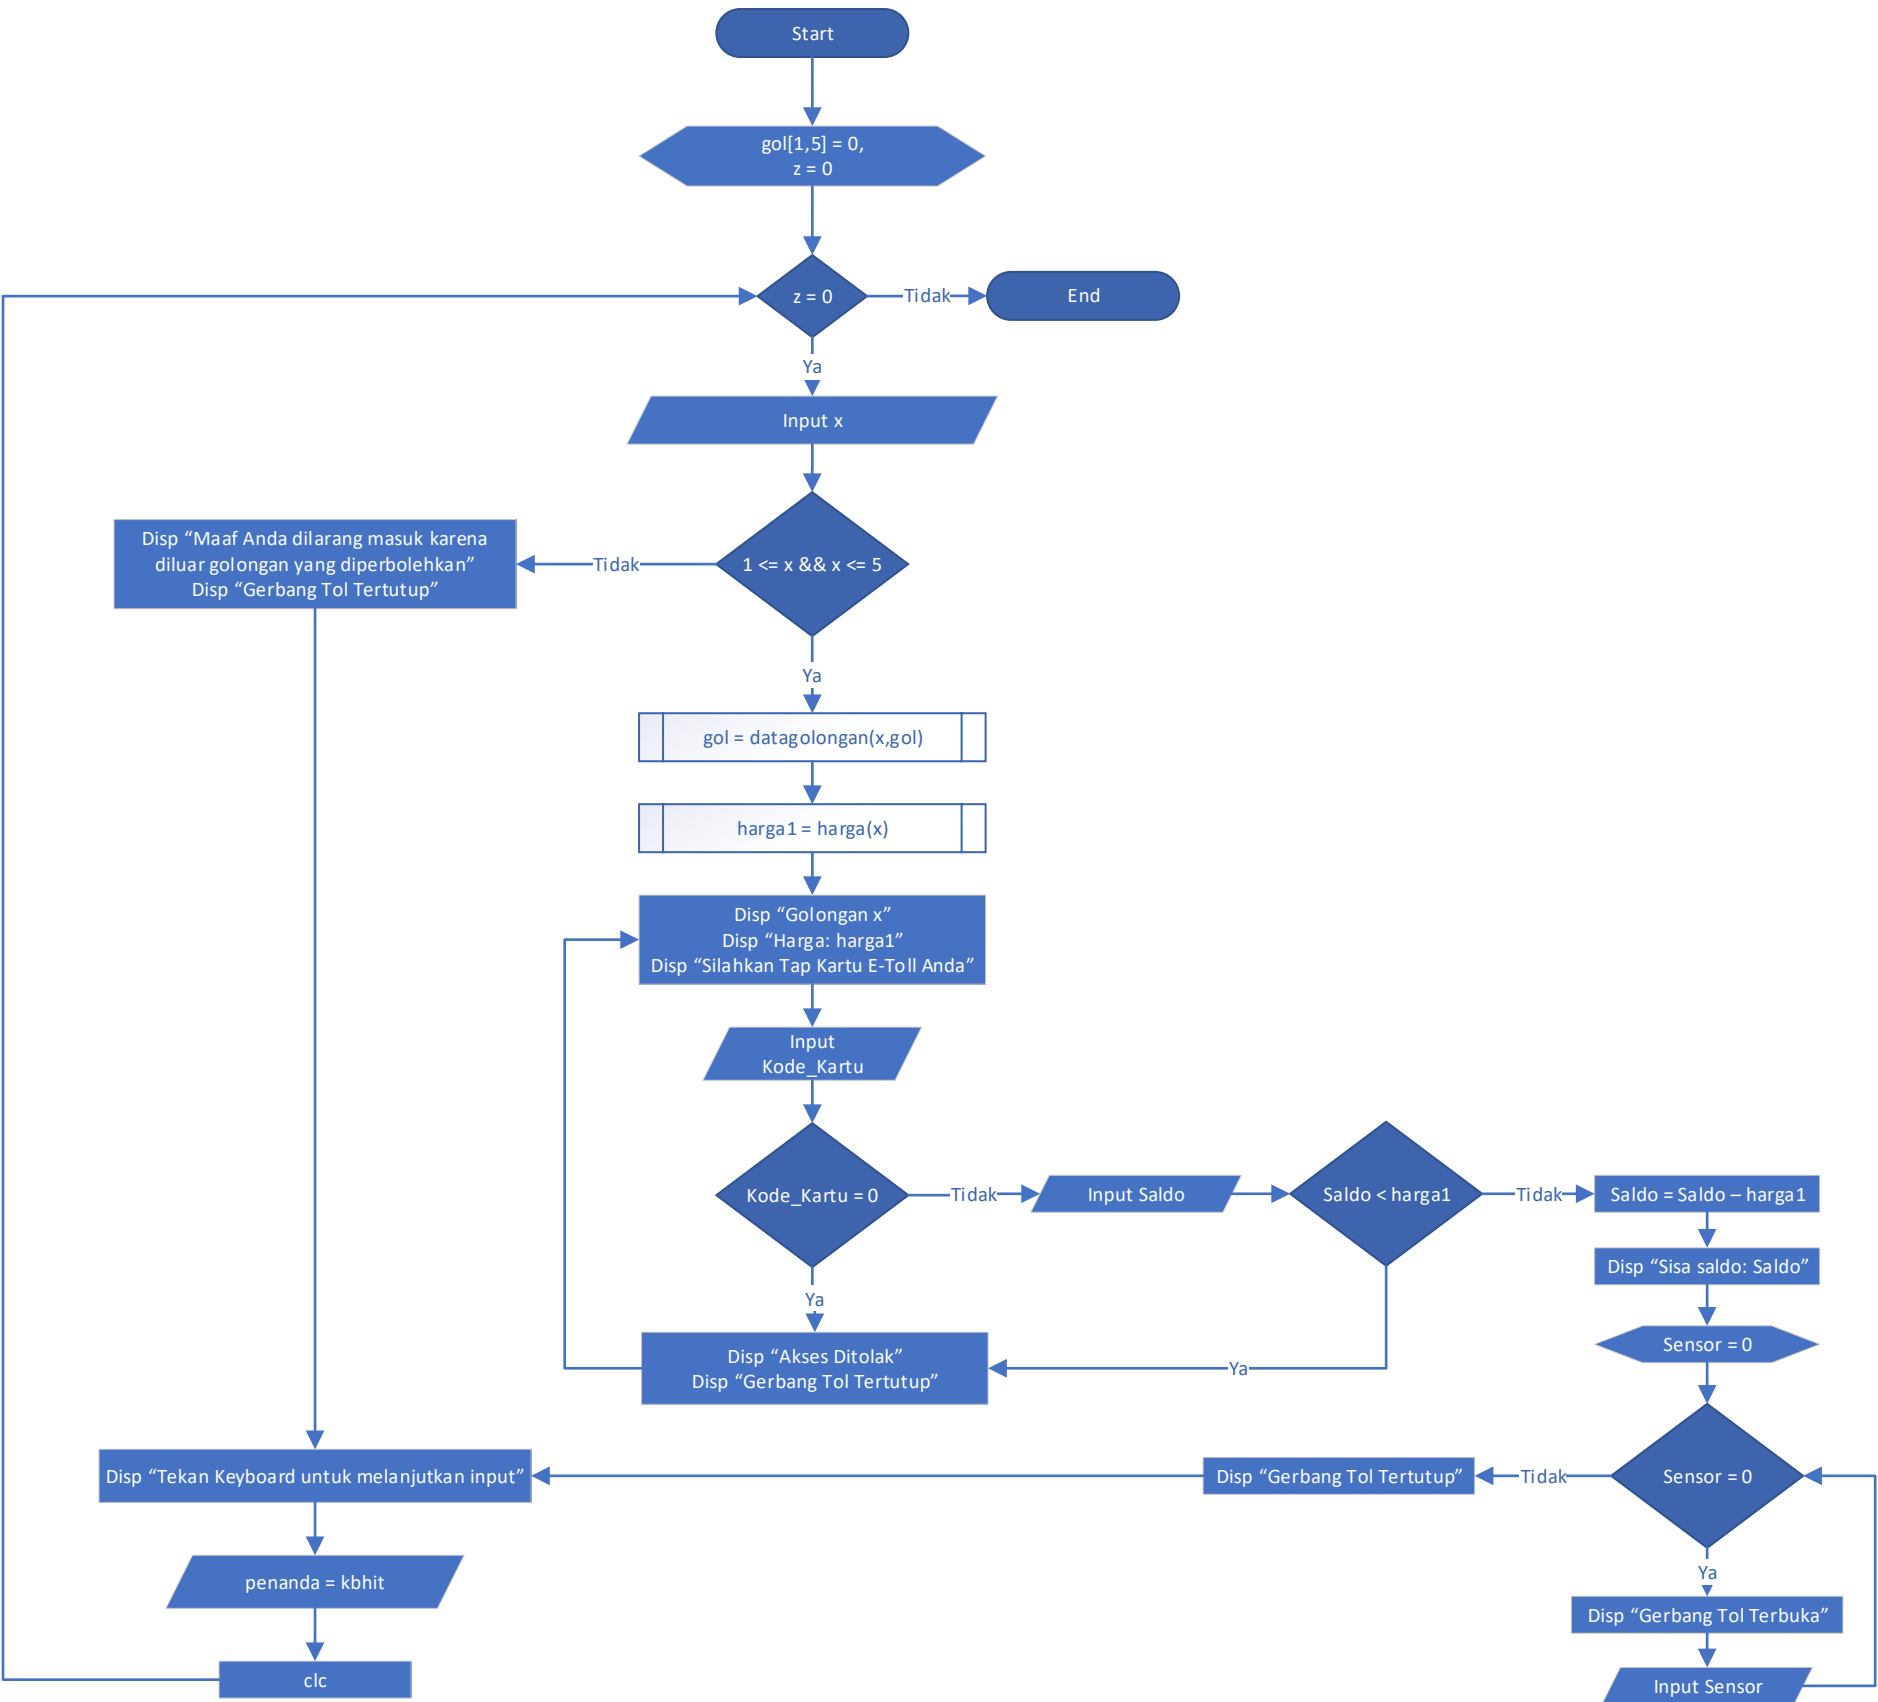 Start
gol[1,5] = 0,
z = 0
z = 0
Tidak
End
Ya
Input x
1 <= x && x <= 5
Tidak
Disp “Maaf Anda dilarang masuk karena
diluar golongan yang diperbolehkan”
Disp “Gerbang Tol Tertutup”
Ya
gol = datagolongan(x,gol)
harga1 = harga(x)
Disp “Golongan x”
Disp “Harga: harga1”
Disp “Silahkan Tap Kartu E-Toll Anda”
Input
Kode_Kartu
Kode_Kartu = 0
Tidak
Input Saldo
Saldo < harga1
Tidak
Saldo = Saldo – harga1
Disp “Sisa saldo: Saldo”
Ya
Disp “Akses Ditolak”
Disp “Gerbang Tol Tertutup”
Ya
Sensor = 0
Sensor = 0
Tidak
Disp “Gerbang Tol Tertutup”
Disp “Tekan Keyboard untuk melanjutkan input”
Ya
Disp “Gerbang Tol Terbuka”
Input Sensor
penanda = kbhit
clc